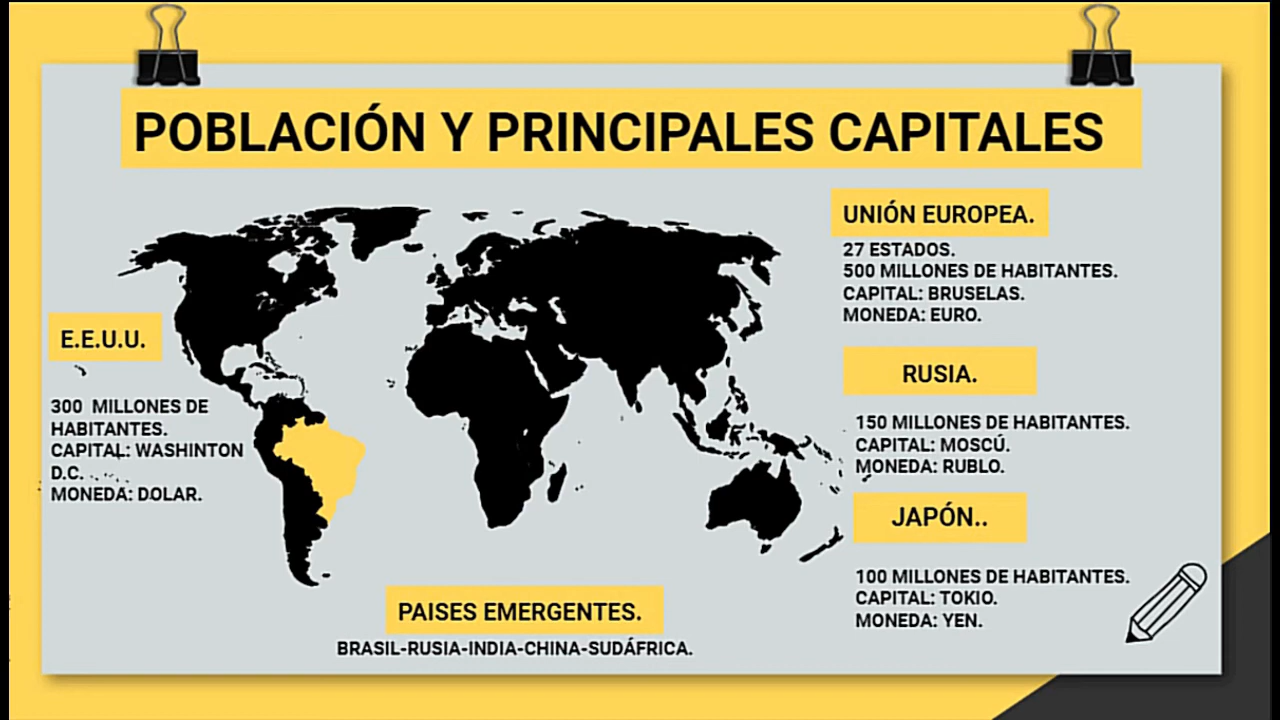 POBLACIÓN Y PRINCIPALES CAPITALES
E.E.U.U.
300 MILLONES DE
HABITANTES.
CAPITAL: WASHINTON
D.C.
MONEDA: DOLAR.
UNIÓN EUROPEA.
27 ESTADOS.
500 MILLONES DE HABITANTES.
CAPITAL: BRUSELAS.
MONEDA: EURO.
RUSIA.
150 MILLONES DE HABITANTES.
CAPITAL: MOSCÚ.
MONEDA: RUBLO.
JAPÓN..
100 MILLONES DE HABITANTES.
CAPITAL: TOKIO.
MONEDA: YEN.
PAISES EMERGENTES.
BRASIL-RUSIA-INDIA-CHINA-SUDÁFRICA.